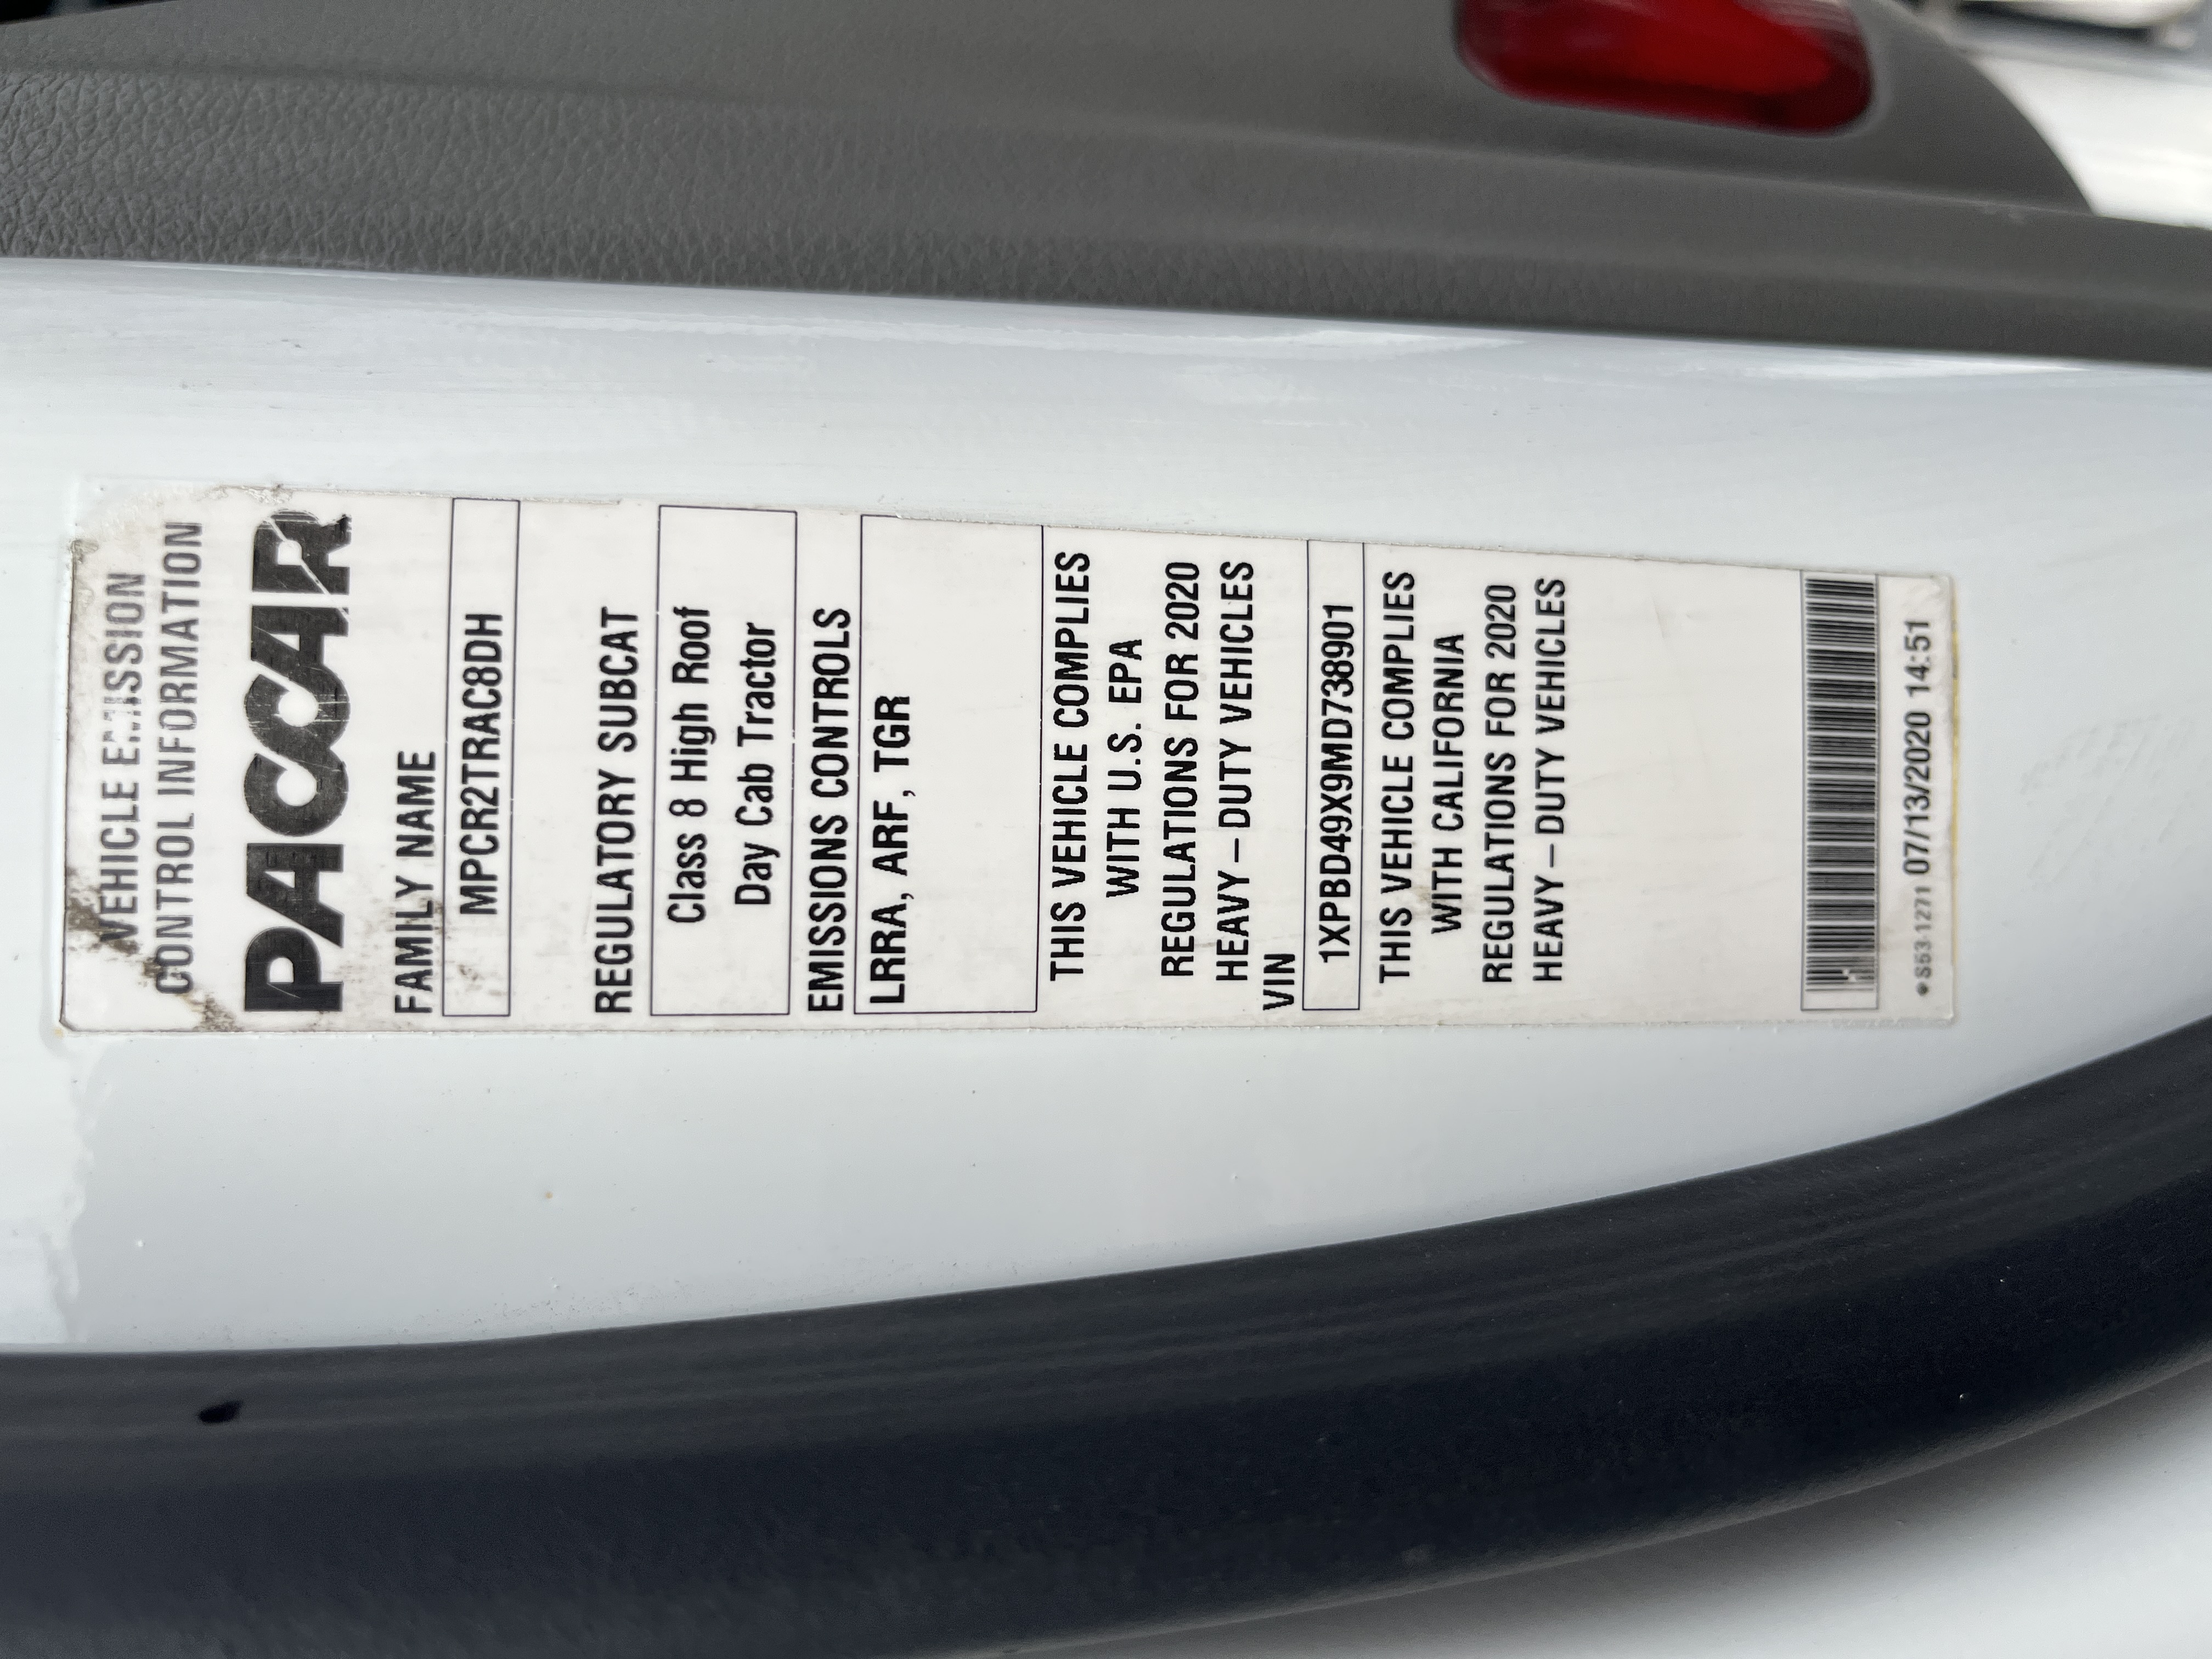 VEHICLE EMISSION
CONTROL INFORMATION
PACCAR
FAMILY NAME
MPCR2TRAC8DH
REGULATORY SUBCAT
Class 8 High Roof
Day Cab Tractor
EMISSIONS CONTROLS
LRRA, ARF, TGR
THIS VEHICLE COMPLIES
WITH U.S. EPA
REGULATIONS FOR 2020
HEAVY – DUTY VEHICLES
VIN
1XPBD49X9MD738901
THIS VEHICLE COMPLIES
WITH CALIFORNIA
REGULATIONS FOR 2020
HEAVY – DUTY VEHICLES
•S53-1271 07/13/2020 14:51